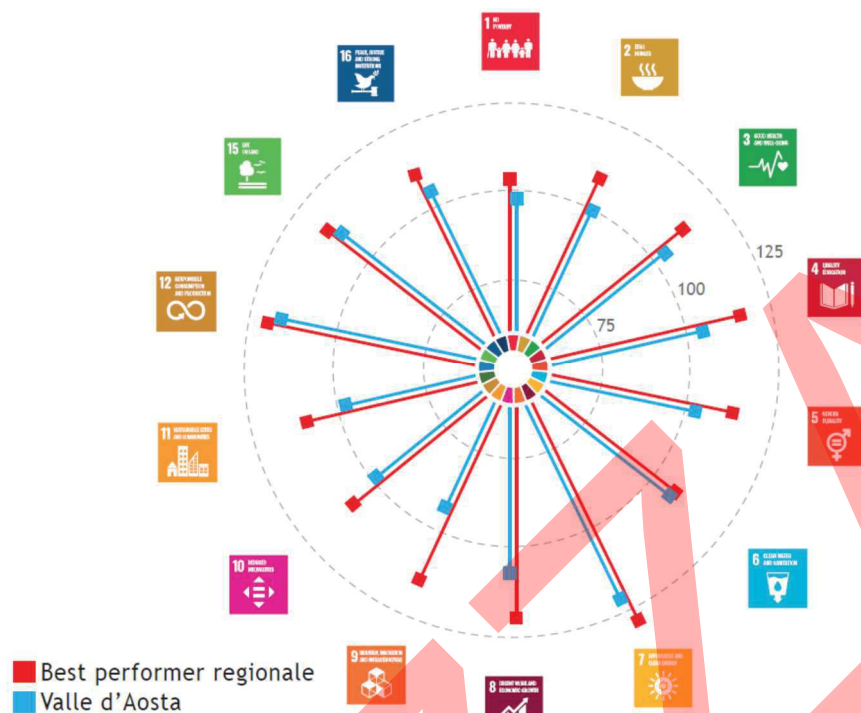 1 NO
POVERTY
2 ZERO
HUNGER
3 GOOD HEALTH
AND WELL-BEING
4 QUALITY
EDUCATION
5 GENDER
EQUALITY
6 CLEAN WATER
AND SANITATION
7 AFFORDABLE AND
CLEAN ENERGY
8 DECENT WORK AND
ECONOMIC GROWTH
9 INDUSTRY, INNOVATION
AND INFRASTRUCTURE
10 REDUCED
INEQUALITIES
11 SUSTAINABLE CITIES
AND COMMUNITIES
12 RESPONSIBLE
CONSUMPTION
AND PRODUCTION
15 LIFE
ON LAND
16 PEACE, JUSTICE
AND STRONG
INSTITUTIONS
125
100
75
Best performer regionale
Valle d'Aosta